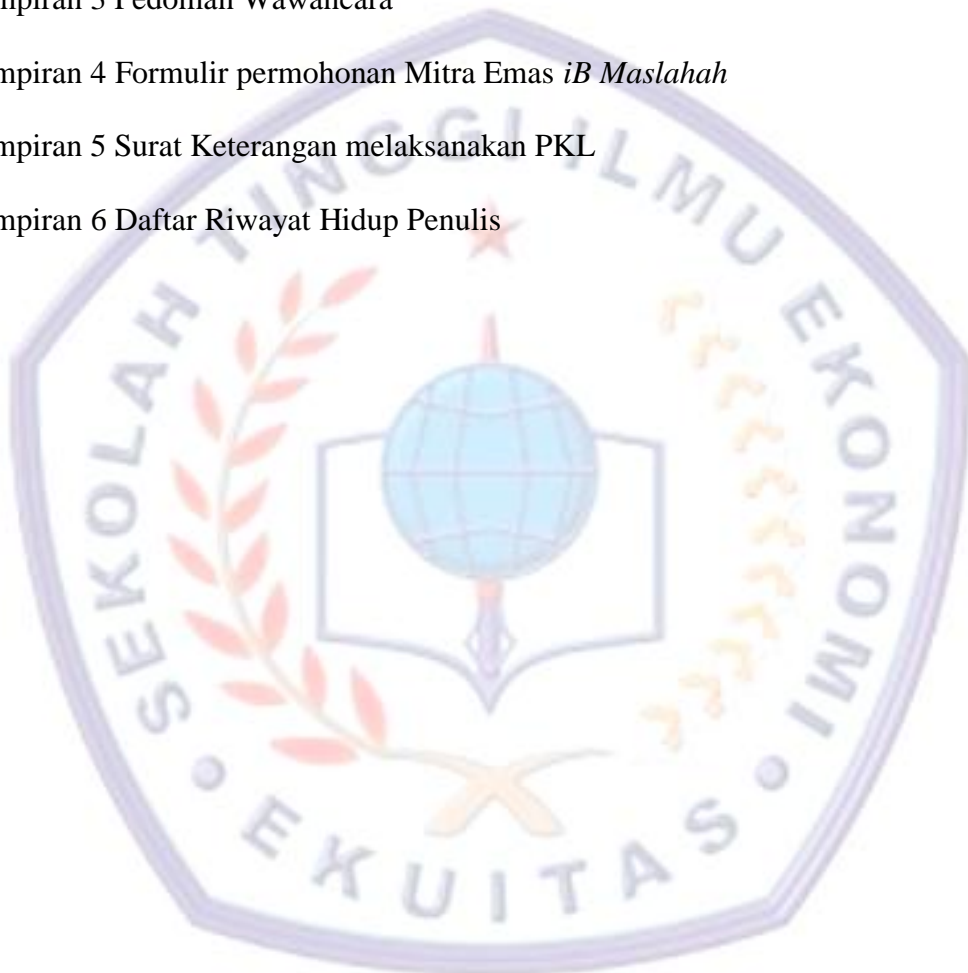 mpiran 3 Pedoman Wawancara
mpiran 4 Formulir permohonan Mitra Emas iB Maslahah
mpiran 5 Surat Keterangan melaksanakan PKL
mpiran 6 Daftar Riwayat Hidup Penulis
SEKOLAH TINGGI ILMU EKONOMI
• EKUITAS •